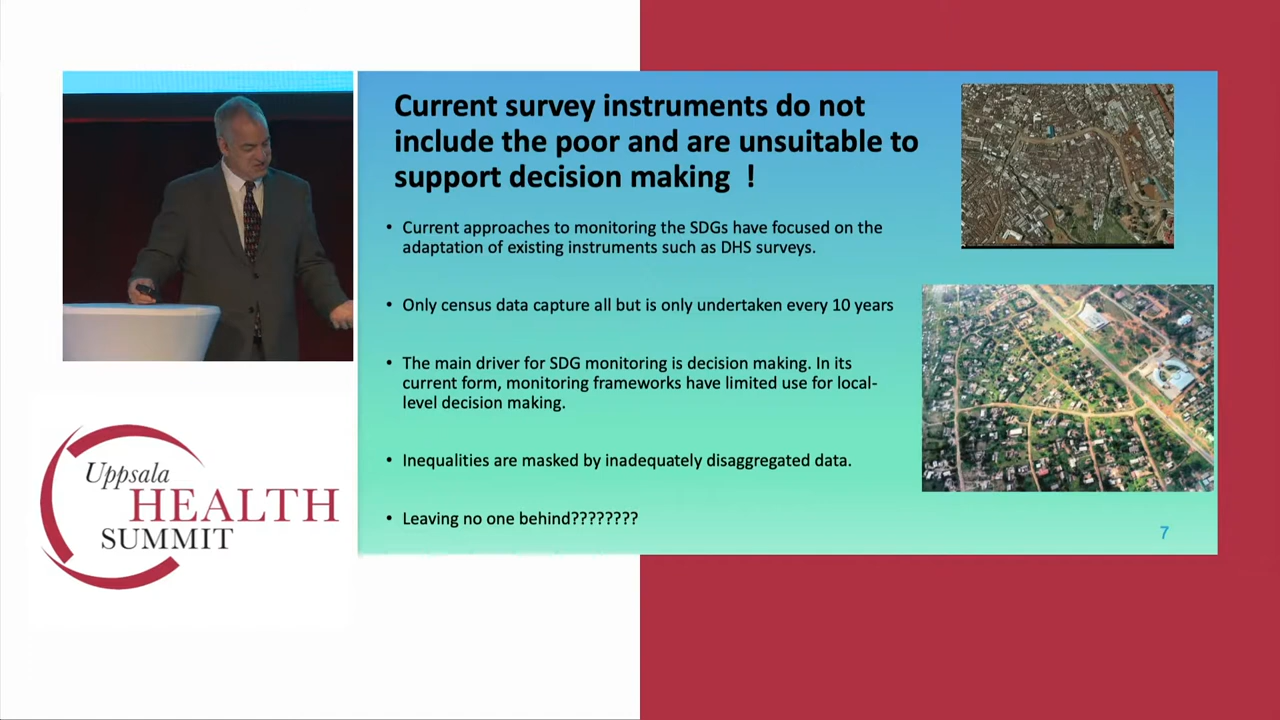 Current survey instruments do not
include the poor and are unsuitable to
support decision making !
• Current approaches to monitoring the SDGs have focused on the
adaptation of existing instruments such as DHS surveys.
• Only census data capture all but is only undertaken every 10 years
• The main driver for SDG monitoring is decision making. In its
current form, monitoring frameworks have limited use for local-
level decision making.
• Inequalities are masked by inadequately disaggregated data.
• Leaving no one behind????????
7
Uppsala
HEALTH
SUMMIT